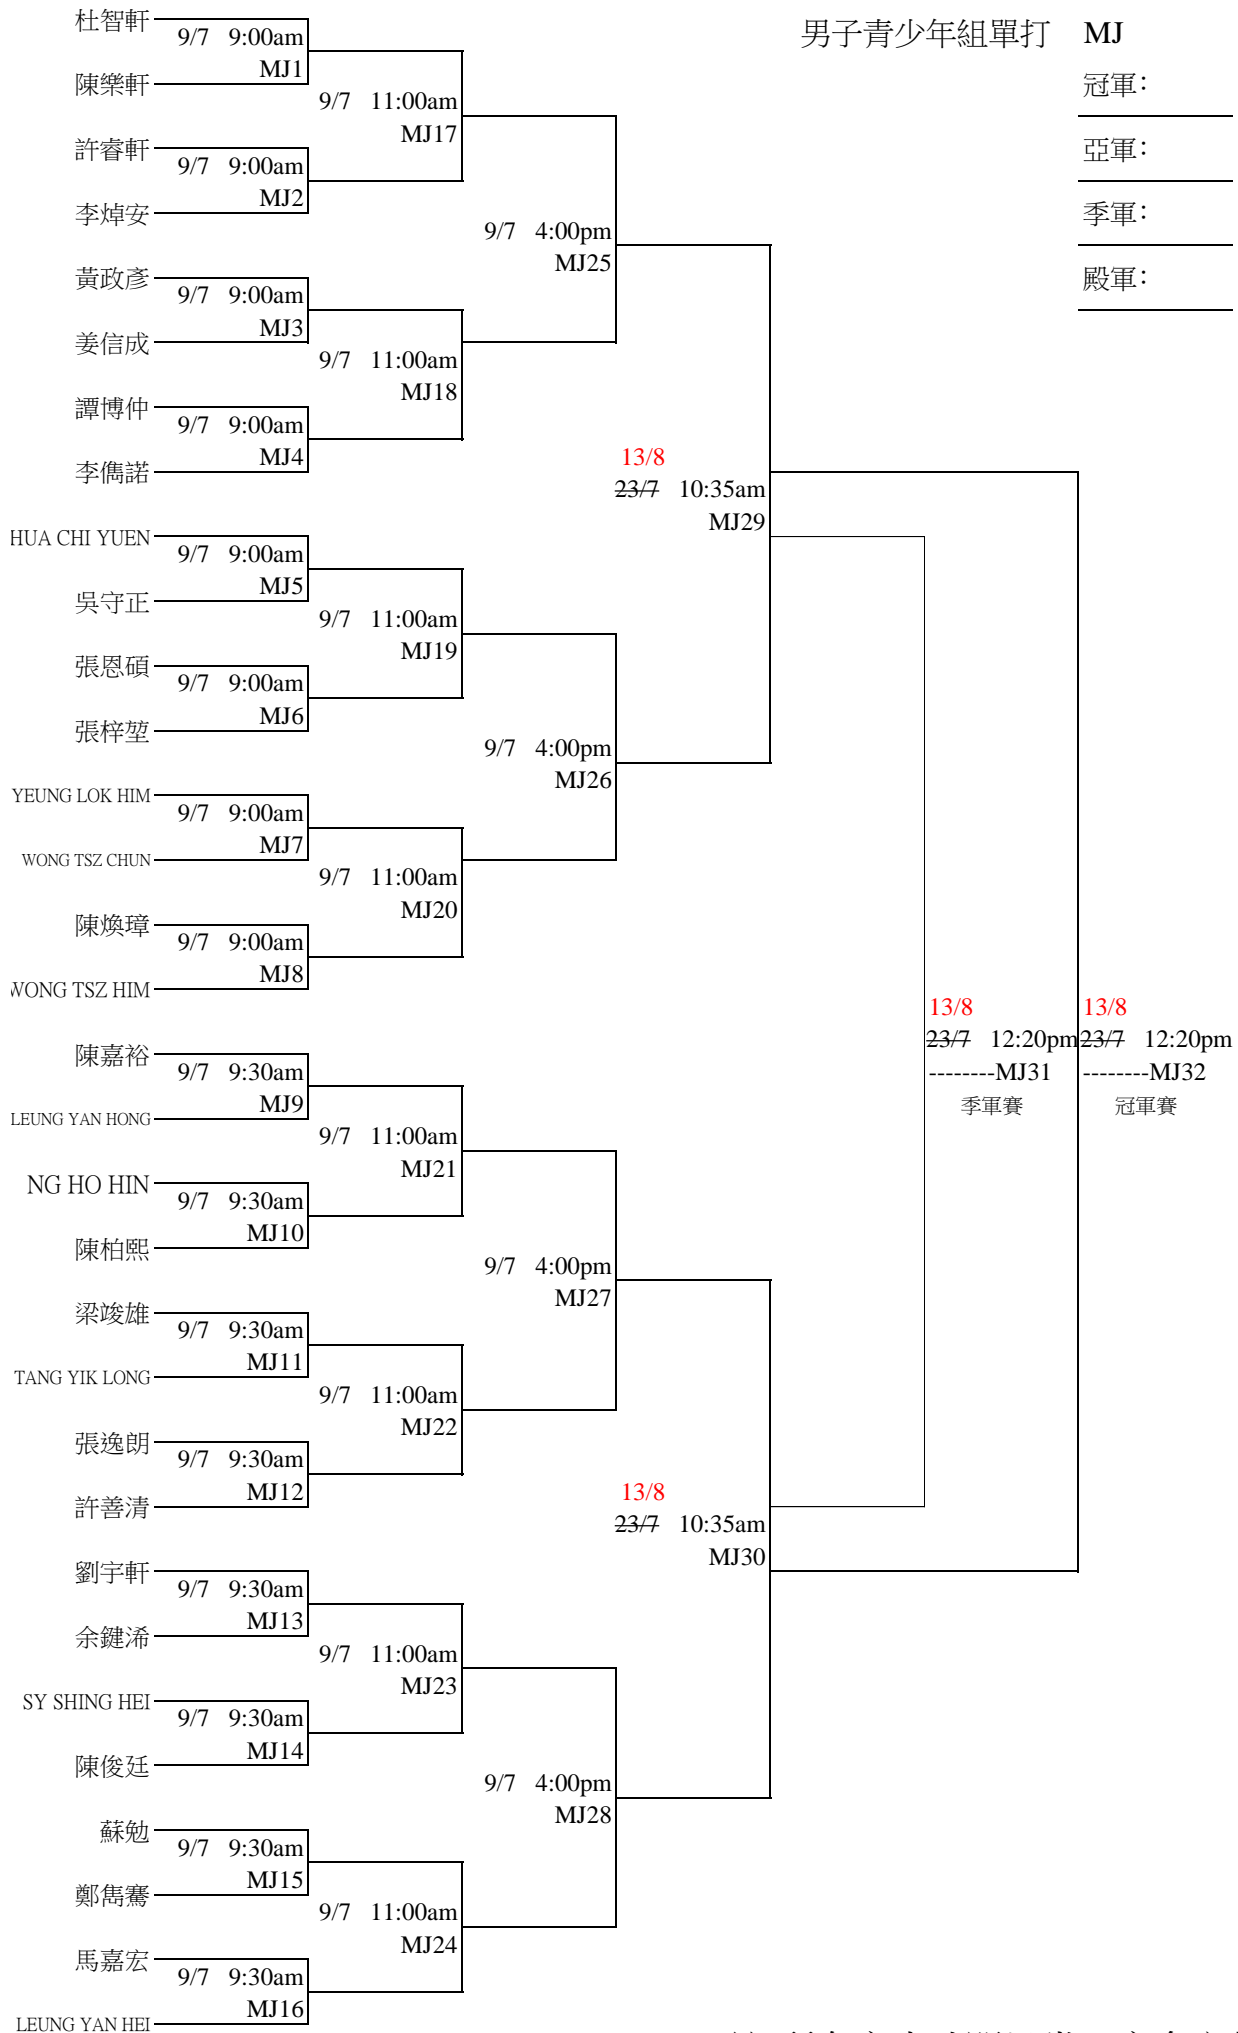 杜智軒
男子青少年組單打 MJ
9/7 9:00am
MJ1
陳樂軒
冠軍：
9/7 11:00am
MJ17
許睿軒
亞軍：
9/7 9:00am
MJ2
李焯安
季軍：
9/7 4:00pm
MJ25
黃政彥
殿軍：
9/7 9:00am
MJ3
姜信成
9/7 11:00am
MJ18
譚博仲
9/7 9:00am
MJ4
李儁諾
13/8
23/7 10:35am
MJ29
HUA CHI YUEN
9/7 9:00am
MJ5
吳守正
9/7 11:00am
MJ19
張恩碩
9/7 9:00am
MJ6
張梓堃
9/7 4:00pm
MJ26
YEUNG LOK HIM
9/7 9:00am
MJ7
WONG TSZ CHUN
9/7 11:00am
MJ20
陳煥璋
9/7 9:00am
MJ8
WONG TSZ HIM
13/8 13/8
23/7 12:20pm 23/7 12:20pm
--------MJ31 --------MJ32
季軍賽 冠軍賽
陳嘉裕
9/7 9:30am
MJ9
LEUNG YAN HONG
9/7 11:00am
MJ21
NG HO HIN
9/7 9:30am
MJ10
陳柏熙
9/7 4:00pm
MJ27
梁竣雄
9/7 9:30am
MJ11
TANG YIK LONG
9/7 11:00am
MJ22
張逸朗
9/7 9:30am
MJ12
許善清
13/8
23/7 10:35am
MJ30
劉宇軒
9/7 9:30am
MJ13
余鍵浠
9/7 11:00am
MJ23
SY SHING HEI
9/7 9:30am
MJ14
陳俊廷
9/7 4:00pm
MJ28
蘇勉
9/7 9:30am
MJ15
鄭雋騫
9/7 11:00am
MJ24
馬嘉宏
9/7 9:30am
MJ16
LEUNG YAN HEI